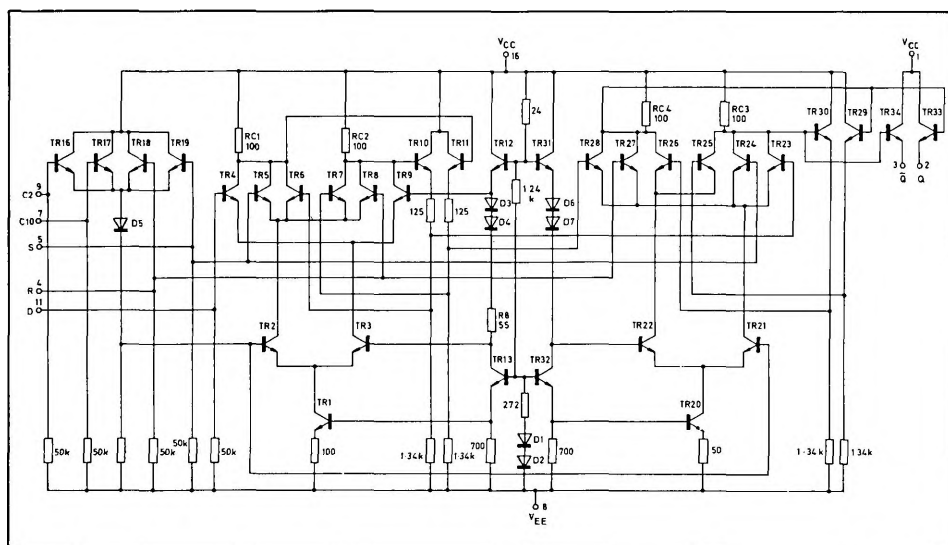 VCC
16
VCC
1
RC1
100
RC2
100
24
RC4
100
RC3
100
TR16
TR17
TR18
TR19
TR4
TR5
TR6
TR7
TR8
TR9
TR10
TR11
TR12
TR31
TR28
TR27
TR26
TR25
TR24
TR23
TR30
TR29
TR34
TR33
3
2
Q̄
Q
1 24
k
9
C2
7
C10
5
S
4
R
11
D
D5
125
125
D3
D4
D6
D7
R8
55
TR2
TR3
TR22
TR21
TR13
TR32
TR1
TR20
272
D1
D2
50k
50k
50k
50k
50k
100
1·34k
1·34k
700
700
50
1·34k
1 34k
8
VEE